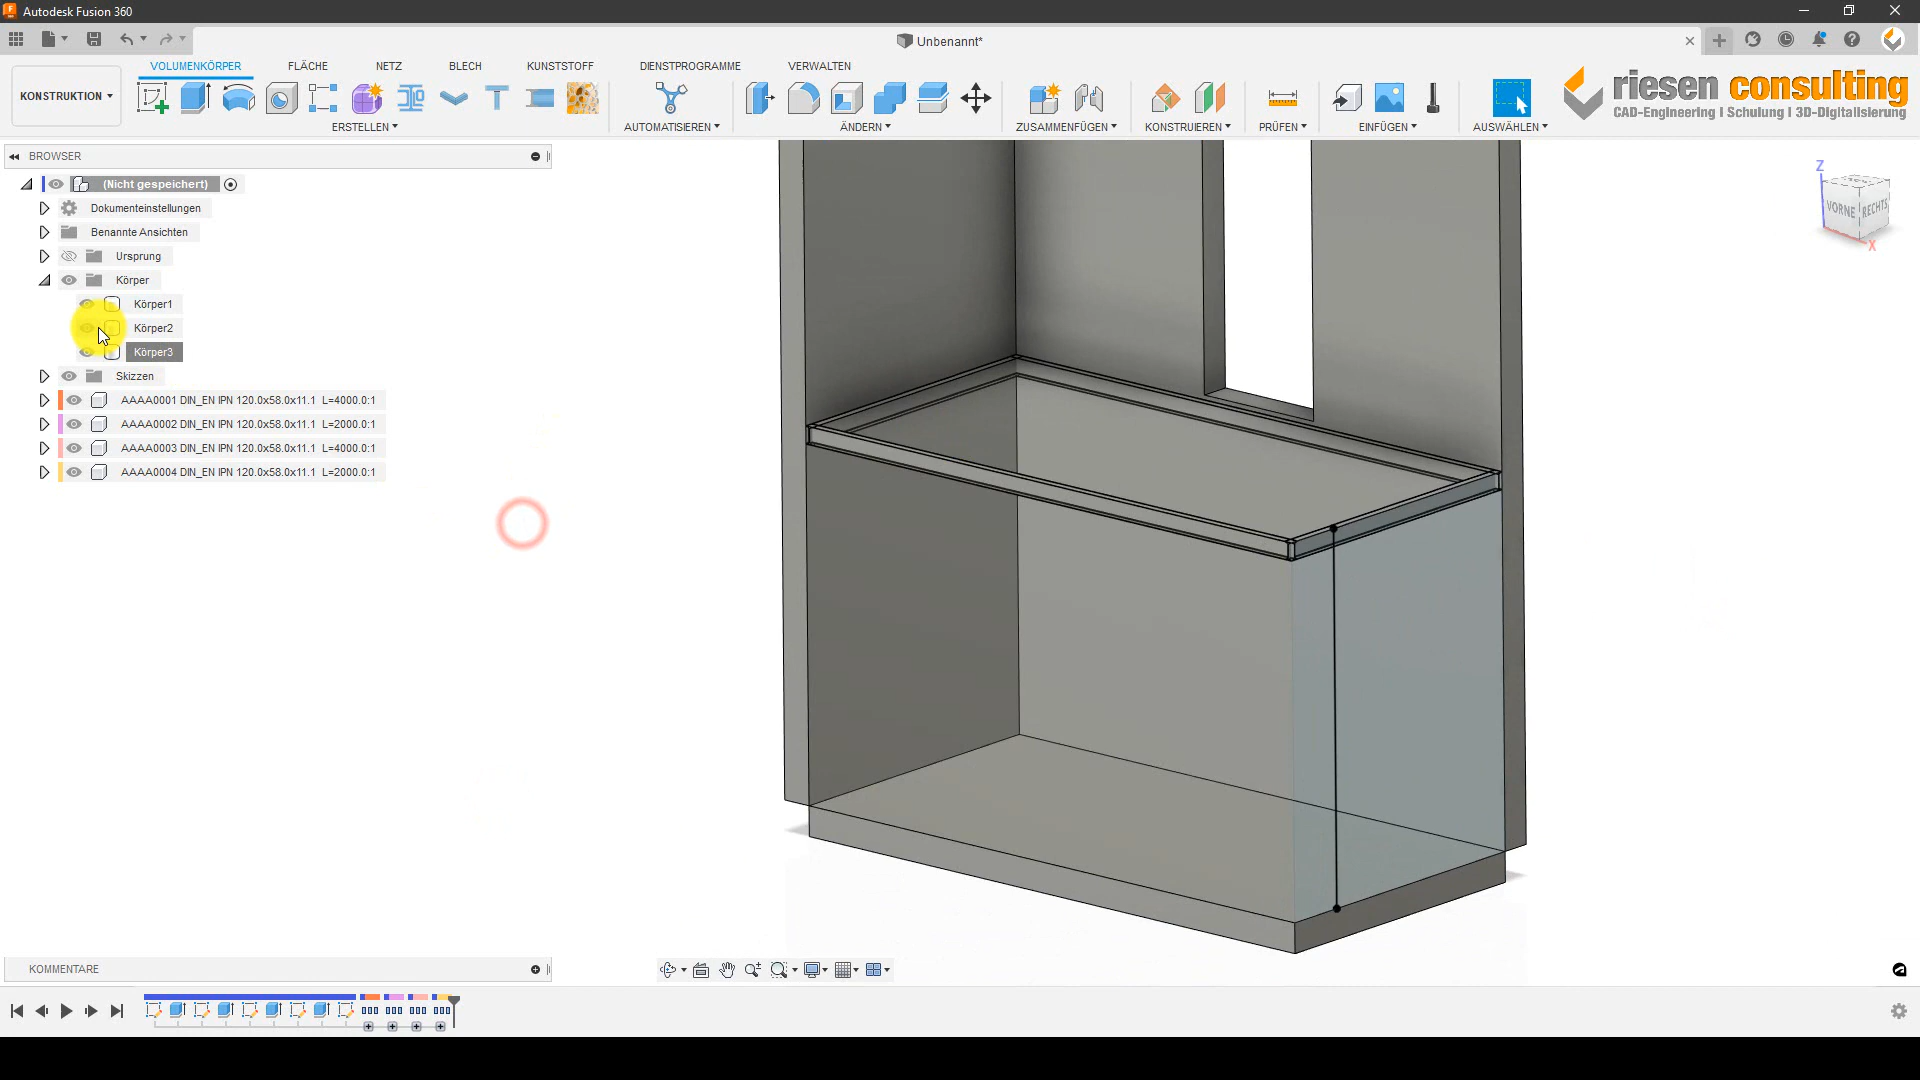 Autodesk Fusion 360
Unbenannt*
VOLUMENKÖRPER FLÄCHE NETZ BLECH KUNSTSTOFF DIENSTPROGRAMME VERWALTEN
KONSTRUKTION
ERSTELLEN AUTOMATISIEREN ÄNDERN ZUSAMMENFÜGEN KONSTRUIEREN PRÜFEN EINFÜGEN AUSWÄHLEN
riesen consulting
CAD-Engineering I Schulung I 3D-Digitalisierung
BROWSER
(Nicht gespeichert)
Dokumenteinstellungen
Benannte Ansichten
Ursprung
Körper
Körper1
Körper2
Körper3
Skizzen
AAAA0001 DIN_EN IPN 120.0x58.0x11.1 L=4000.0:1
AAAA0002 DIN_EN IPN 120.0x58.0x11.1 L=2000.0:1
AAAA0003 DIN_EN IPN 120.0x58.0x11.1 L=4000.0:1
AAAA0004 DIN_EN IPN 120.0x58.0x11.1 L=2000.0:1
Z
VORNE RECHTS
X
KOMMENTARE